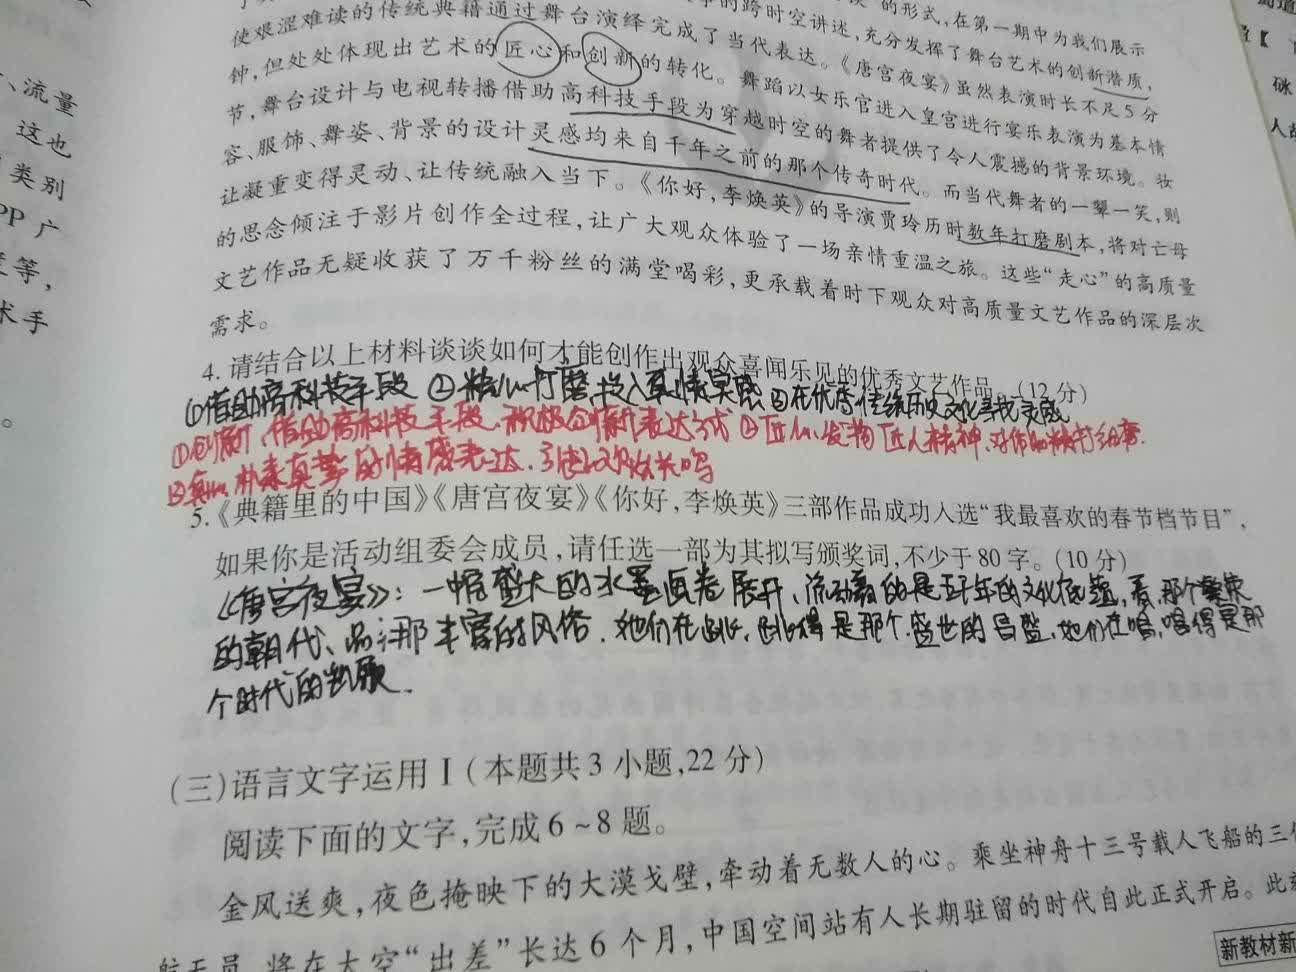 的跨时空讲述,充分发挥了舞台艺术的创新潜质,
的形式,在第一期中为我们展示
使艰涩难读的传统典籍通过舞台演绎完成了当代表达。《唐宫夜宴》虽然表演时长不足5分
钟,但处处体现出艺术的匠心和创新的转化。舞蹈以女乐官进入皇宫进行宴乐表演为基本情
节,舞台设计与电视转播借助高科技手段为穿越时空的舞者提供了令人震撼的背景环境。妆
容、服饰、舞姿、背景的设计灵感均来自千年之前的那个传奇时代。而当代舞者的一颦一笑,则
让凝重变得灵动、让传统融入当下。《你好,李焕英》的导演贾玲历时数年打磨剧本,将对亡母
的思念倾注于影片创作全过程,让广大观众体验了一场亲情重温之旅。这些“走心”的高质量
文艺作品无疑收获了万千粉丝的满堂喝彩,更承载着时下观众对高质量文艺作品的深层次
需求。
4.请结合以上材料谈谈如何才能创作出观众喜闻乐见的优秀文艺作品。(12分)
①借助高科技手段 ②精心打磨,投入真情实感 ③在优秀传统历史文化寻找灵感
①创新,借助高科技手段,积极创新表达方式 ②匠心,发扬匠人精神,对作品精
③真心,朴素真挚的情感表达,引起观众共鸣
5.《典籍里的中国》《唐宫夜宴》《你好,李焕英》三部作品成功入选“我最喜欢的春节档节目”,
如果你是活动组委会成员,请任选一部为其拟写颁奖词,不少于80字。(10分)
《唐宫夜宴》:一幅盛大的水墨画卷展开,流动着的是五千年的文化底蕴,看,那个繁荣
的朝代、品评那丰富的风俗.她们在跳,跳得是那个盛世的昌盛,她们在唱,唱得是那
个时代的凯歌.
(三)语言文字运用Ⅰ(本题共3小题,22分)
阅读下面的文字,完成6~8题。
金风送爽,夜色掩映下的大漠戈壁,牵动着无数人的心。乘坐神舟十三号载人飞船的三
航天员,将在太空“出差”长达6个月,中国空间站有人长期驻留的时代自此正式开启。此
新教材新
、流量
这也
类别
PP广
等,
术手
。